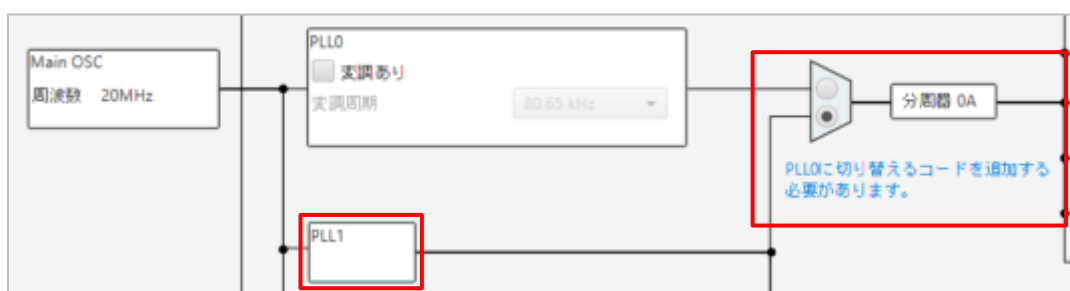 Main OSC
周波数 20MHz
PLL0
変調あり
変調周期 80.65 kHz
分周器 0A
PLL0に切り替えるコードを追加する
必要があります。
PLL1